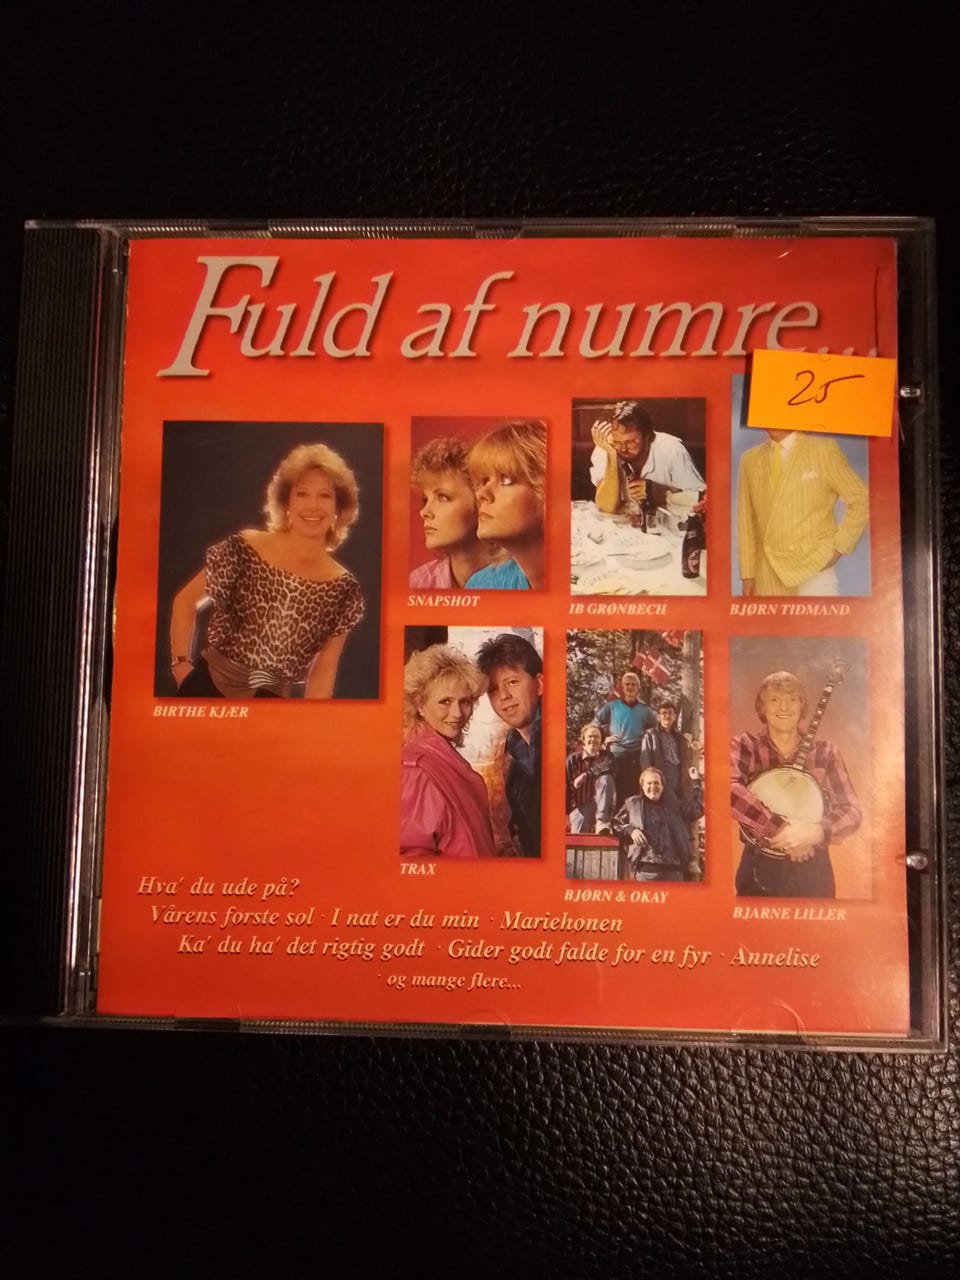 Fuld af numre...
25
SNAPSHOT
IB GRØNBECH
BJØRN TIDMAND
BIRTHE KJÆR
TRAX
BJØRN & OKAY
BJARNE LILLER
Hva' du ude på?
Vårens første sol · I nat er du min · Mariehønen
Ka' du ha' det rigtig godt · Gider godt falde for en fyr · Annelise
· og mange flere...